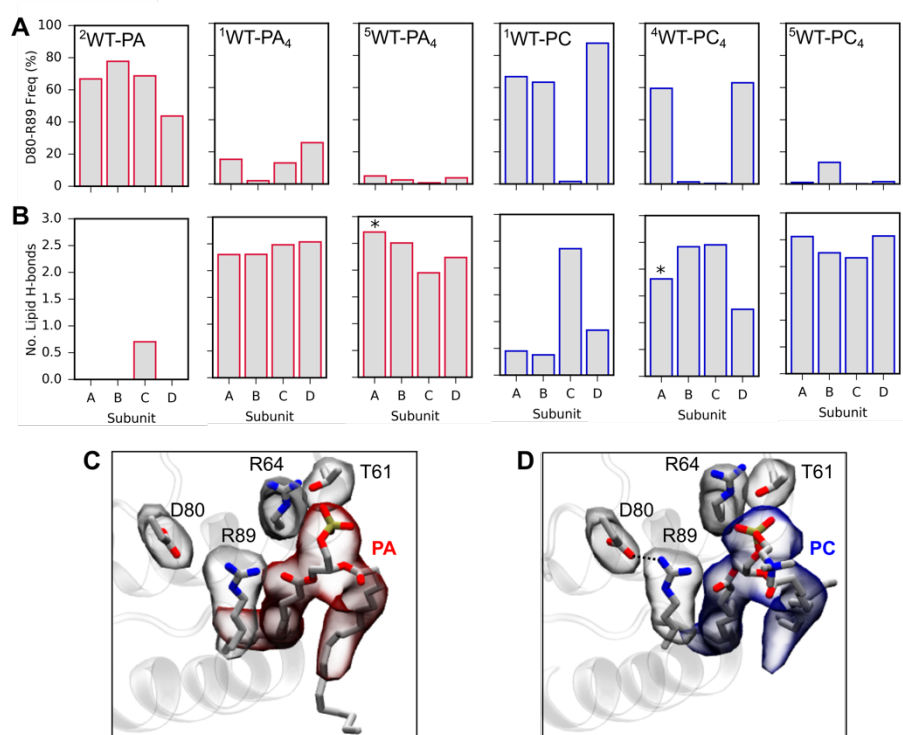 A
²WT-PA
¹WT-PA₄
⁵WT-PA₄
¹WT-PC
⁴WT-PC₄
⁵WT-PC₄
D80-R89 Freq (%)
100
80
60
40
20
0
B
No. Lipid H-bonds
3.0
2.5
2.0
1.5
1.0
0.5
0.0
*
*
A B C D
A B C D
A B C D
A B C D
A B C D
A B C D
Subunit
Subunit
Subunit
Subunit
Subunit
Subunit
C
R64
T61
D80
R89
PA
D
R64
T61
D80
R89
PC